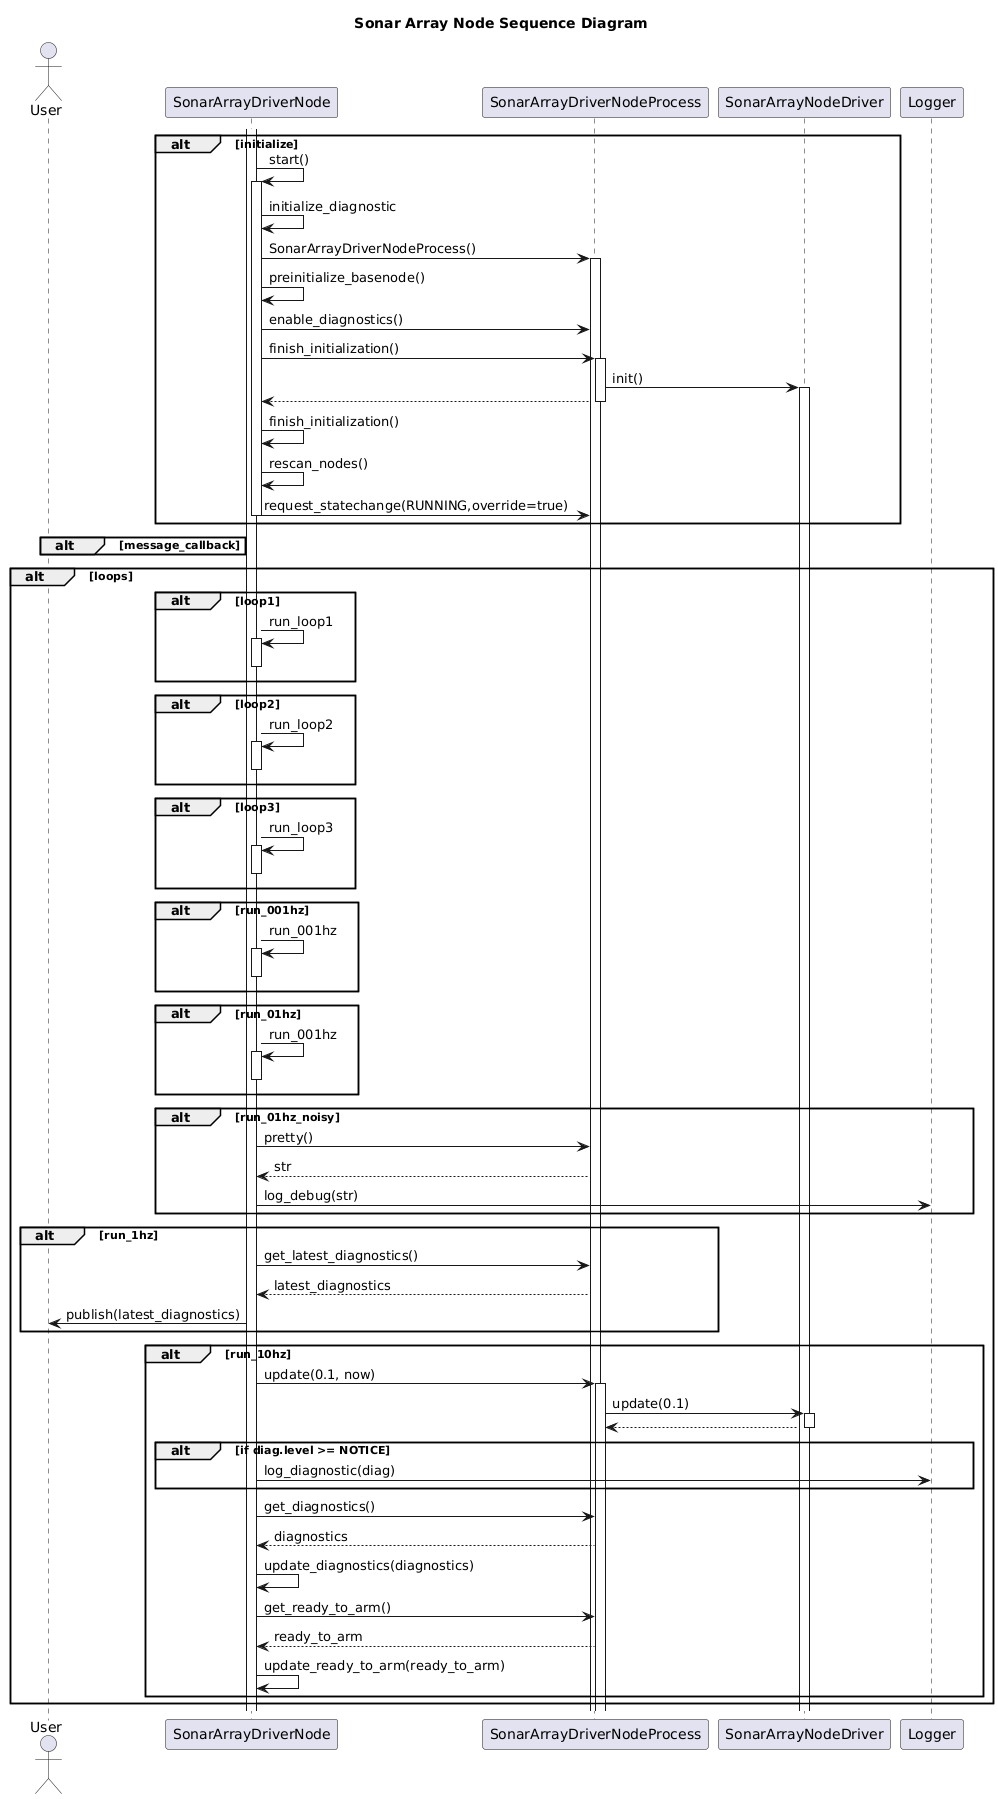 Sonar Array Node Sequence Diagram
User
SonarArrayDriverNode
SonarArrayDriverNodeProcess
SonarArrayNodeDriver
Logger
alt [initialize]
start()
initialize_diagnostic
SonarArrayDriverNodeProcess()
preinitialize_basenode()
enable_diagnostics()
finish_initialization()
init()
finish_initialization()
rescan_nodes()
request_statechange(RUNNING,override=true)
alt [message_callback]
alt [loops]
alt [loop1]
run_loop1
alt [loop2]
run_loop2
alt [loop3]
run_loop3
alt [run_001hz]
run_001hz
alt [run_01hz]
run_001hz
alt [run_01hz_noisy]
pretty()
str
log_debug(str)
alt [run_1hz]
get_latest_diagnostics()
latest_diagnostics
publish(latest_diagnostics)
alt [run_10hz]
update(0.1, now)
update(0.1)
alt [if diag.level >= NOTICE]
log_diagnostic(diag)
get_diagnostics()
diagnostics
update_diagnostics(diagnostics)
get_ready_to_arm()
ready_to_arm
update_ready_to_arm(ready_to_arm)
User
SonarArrayDriverNode
SonarArrayDriverNodeProcess
SonarArrayNodeDriver
Logger